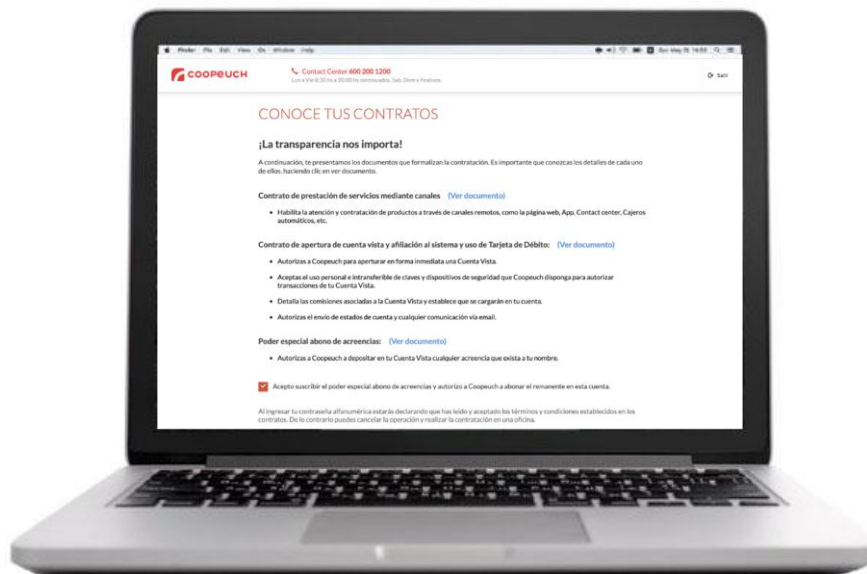 Finder File Edit View Go Window Help
COOPEUCH
Contact Center 600 200 1200
Salir
CONOCE TUS CONTRATOS
¡La transparencia nos importa!
A continuación, te presentamos los documentos que formalizan la contratación. Es importante que conozcas los detalles de cada uno
de ellos, haciendo clic en ver documento.
Contrato de prestación de servicios mediante canales (Ver documento)
• Habilita la atención y contratación de productos a través de canales remotos, como la página web, App, Contact center, Cajeros
automáticos, etc.
Contrato de apertura de cuenta vista y afiliación al sistema y uso de Tarjeta de Débito: (Ver documento)
• Autorizas a Coopeuch para aperturar en forma inmediata una Cuenta Vista.
• Aceptas el uso personal e intransferible de claves y dispositivos de seguridad que Coopeuch disponga para autorizar
transacciones de tu Cuenta Vista.
• Detalla las comisiones asociadas a la Cuenta Vista y establece que se cargarán en tu cuenta.
• Autorizas el envío de estados de cuenta y cualquier comunicación vía email.
Poder especial abono de acreencias: (Ver documento)
• Autorizas a Coopeuch a depositar en tu Cuenta Vista cualquier acreencia que exista a tu nombre.
Acepto suscribir el poder especial abono de acreencias y autorizo a Coopeuch a abonar el remanente en esta cuenta.
Al ingresar tu contraseña alfanumérica estarás declarando que has leído y aceptado los términos y condiciones establecidos en los
contratos. De lo contrario puedes cancelar la operación y realizar la contratación en una oficina.